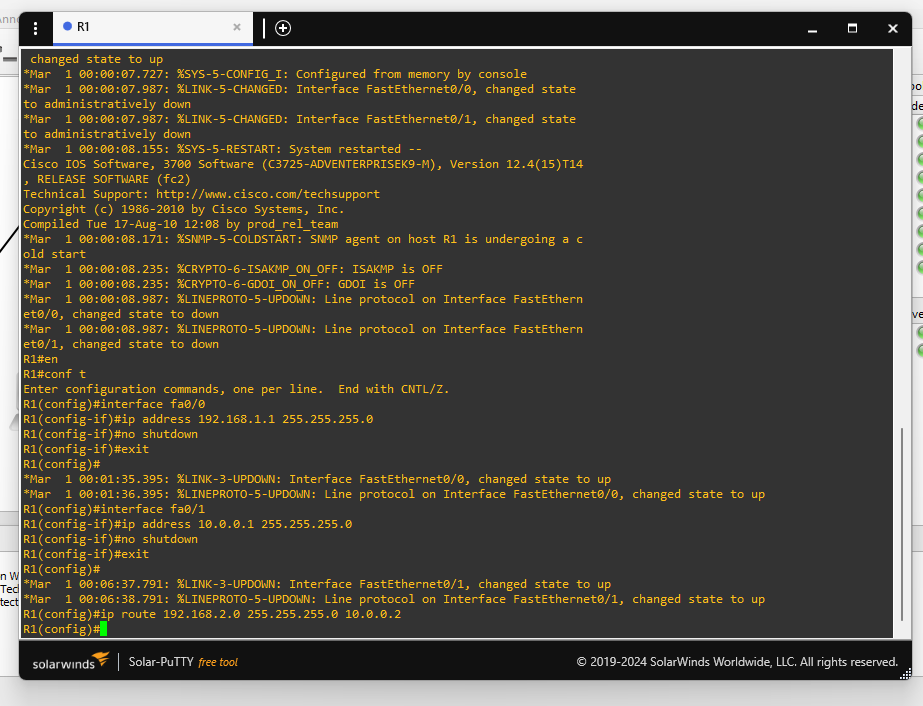 Anno
R1
changed state to up
*Mar  1 00:00:07.727: %SYS-5-CONFIG_I: Configured from memory by console
*Mar  1 00:00:07.987: %LINK-5-CHANGED: Interface FastEthernet0/0, changed state
to administratively down
*Mar  1 00:00:07.987: %LINK-5-CHANGED: Interface FastEthernet0/1, changed state
to administratively down
*Mar  1 00:00:08.155: %SYS-5-RESTART: System restarted --
Cisco IOS Software, 3700 Software (C3725-ADVENTERPRISEK9-M), Version 12.4(15)T14
, RELEASE SOFTWARE (fc2)
Technical Support: http://www.cisco.com/techsupport
Copyright (c) 1986-2010 by Cisco Systems, Inc.
Compiled Tue 17-Aug-10 12:08 by prod_rel_team
*Mar  1 00:00:08.171: %SNMP-5-COLDSTART: SNMP agent on host R1 is undergoing a c
old start
*Mar  1 00:00:08.235: %CRYPTO-6-ISAKMP_ON_OFF: ISAKMP is OFF
*Mar  1 00:00:08.235: %CRYPTO-6-GDOI_ON_OFF: GDOI is OFF
*Mar  1 00:00:08.987: %LINEPROTO-5-UPDOWN: Line protocol on Interface FastEthern
et0/0, changed state to down
*Mar  1 00:00:08.987: %LINEPROTO-5-UPDOWN: Line protocol on Interface FastEthern
et0/1, changed state to down
R1#en
R1#conf t
Enter configuration commands, one per line.  End with CNTL/Z.
R1(config)#interface fa0/0
R1(config-if)#ip address 192.168.1.1 255.255.255.0
R1(config-if)#no shutdown
R1(config-if)#exit
R1(config)#
*Mar  1 00:01:35.395: %LINK-3-UPDOWN: Interface FastEthernet0/0, changed state to up
*Mar  1 00:01:36.395: %LINEPROTO-5-UPDOWN: Line protocol on Interface FastEthernet0/0, changed state to up
R1(config)#interface fa0/1
R1(config-if)#ip address 10.0.0.1 255.255.255.0
R1(config-if)#no shutdown
R1(config-if)#exit
R1(config)#
*Mar  1 00:06:37.791: %LINK-3-UPDOWN: Interface FastEthernet0/1, changed state to up
*Mar  1 00:06:38.791: %LINEPROTO-5-UPDOWN: Line protocol on Interface FastEthernet0/1, changed state to up
R1(config)#ip route 192.168.2.0 255.255.255.0 10.0.0.2
R1(config)#
solarwinds Solar-PuTTY free tool © 2019-2024 SolarWinds Worldwide, LLC. All rights reserved.